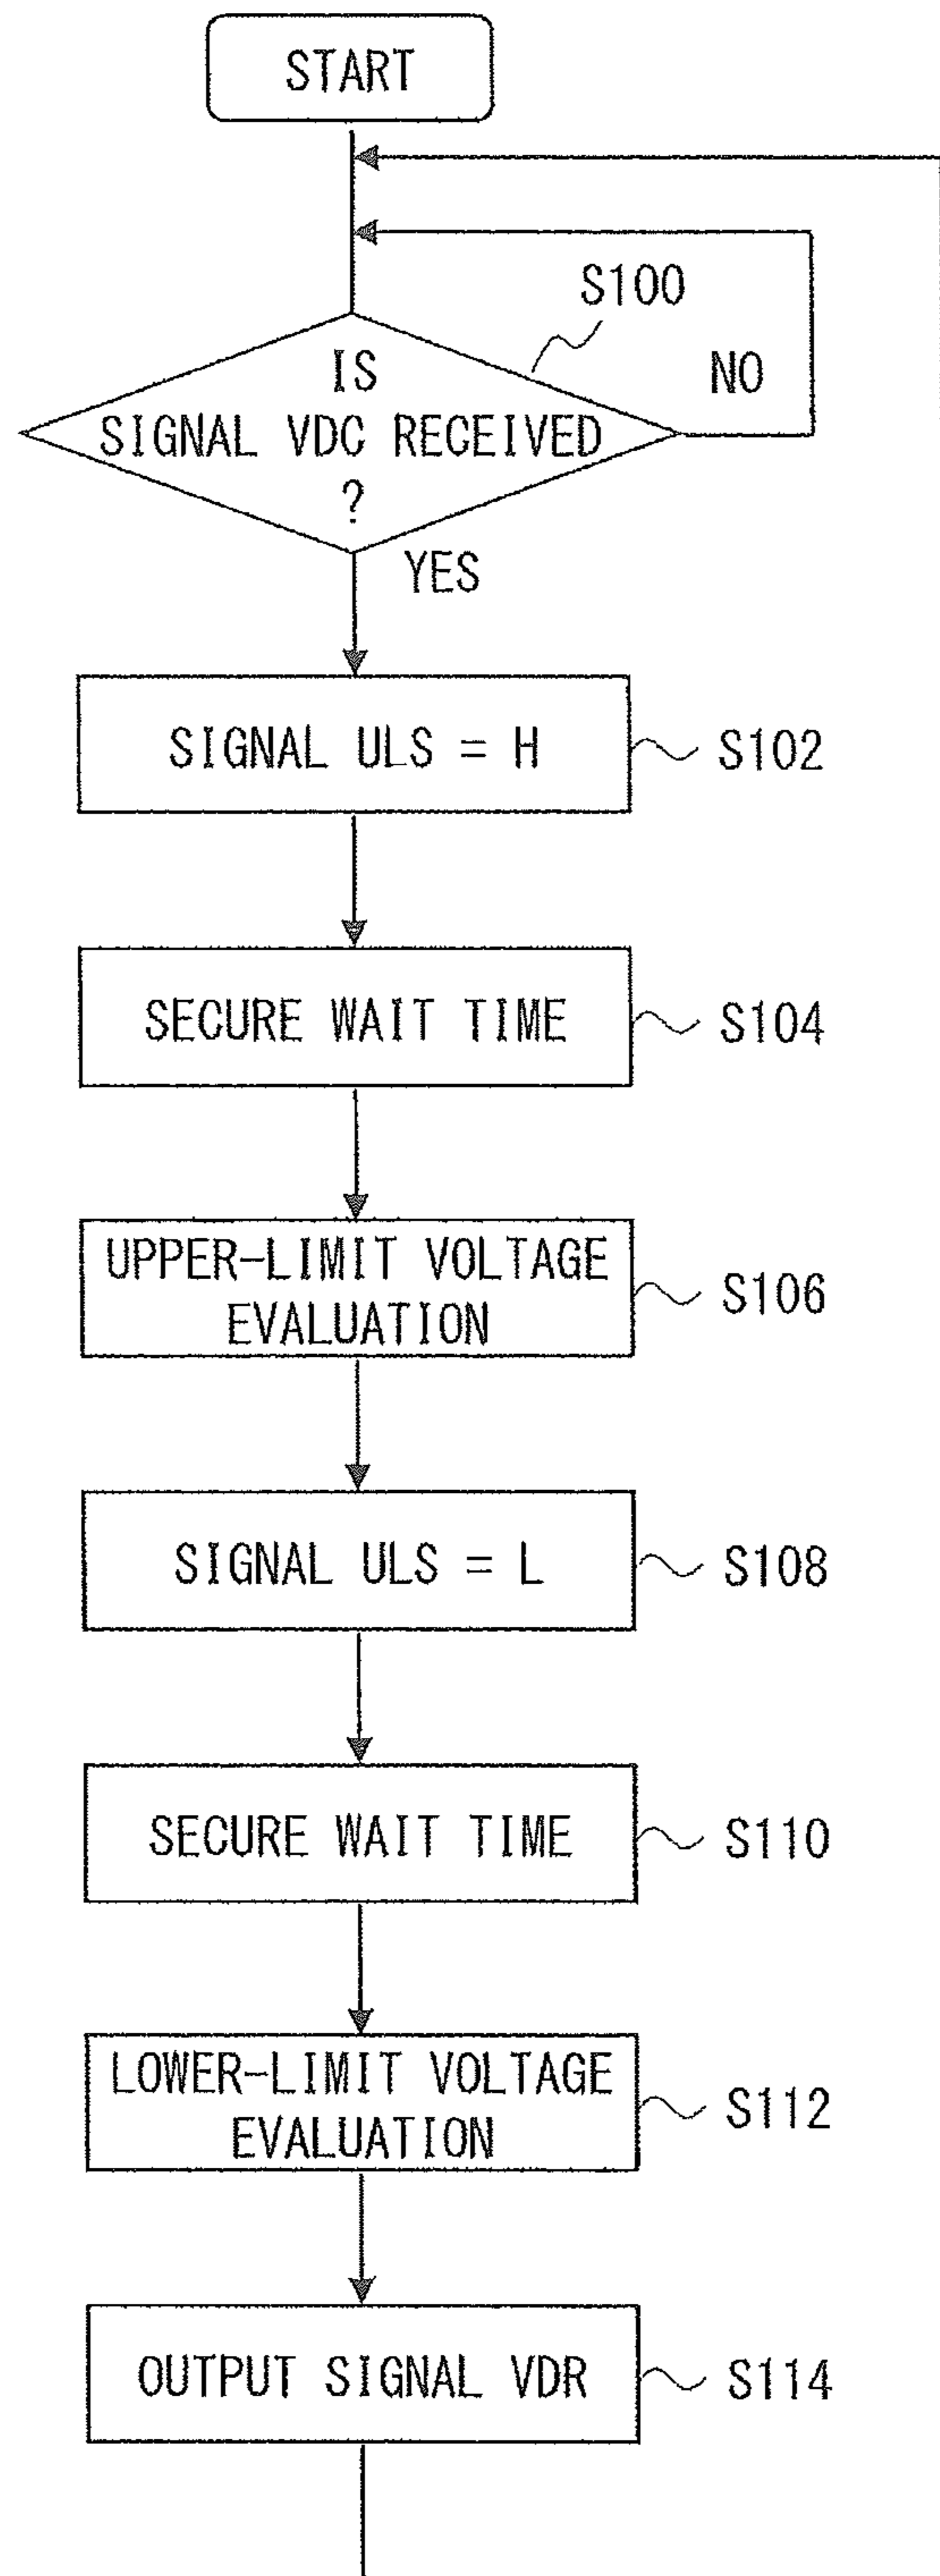 START
S100
IS
SIGNAL VDC RECEIVED
?
NO
YES
SIGNAL ULS = H
S102
SECURE WAIT TIME
S104
UPPER-LIMIT VOLTAGE
EVALUATION
S106
SIGNAL ULS = L
S108
SECURE WAIT TIME
S110
LOWER-LIMIT VOLTAGE
EVALUATION
S112
OUTPUT SIGNAL VDR
S114